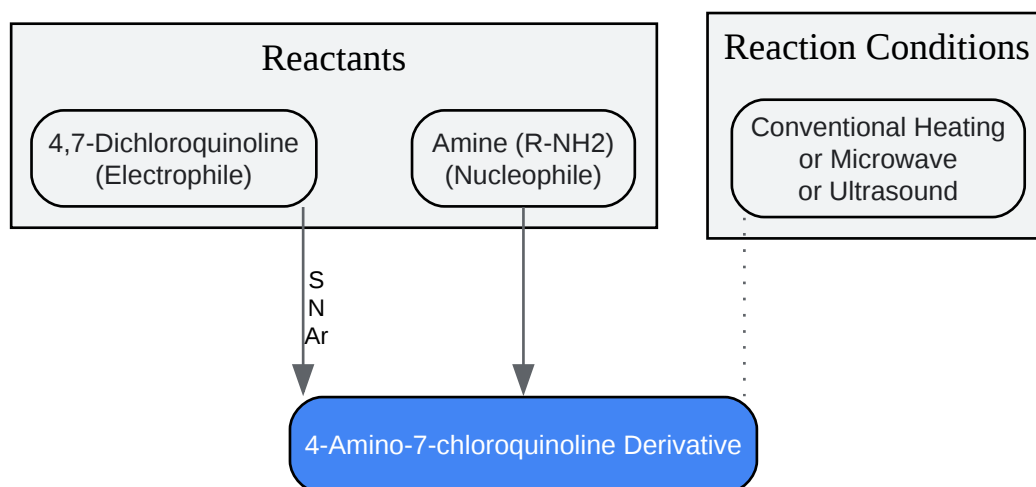 Reactants
4,7-Dichloroquinoline
(Electrophile)
Amine (R-NH2)
(Nucleophile)
Reaction Conditions
Conventional Heating
or Microwave
or Ultrasound
S
N
Ar
4-Amino-7-chloroquinoline Derivative